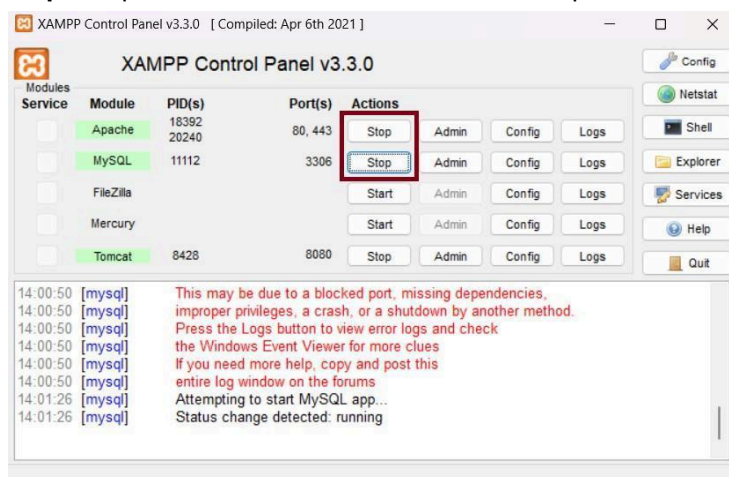 XAMPP Control Panel v3.3.0 [ Compiled: Apr 6th 2021 ]
XAMPP Control Panel v3.3.0
Config
Modules
Service Module PID(s) Port(s) Actions
Netstat
Apache 18392 20240 80, 443 Stop Admin Config Logs
Shell
MySQL 11112 3306 Stop Admin Config Logs
Explorer
FileZilla Start Admin Config Logs
Services
Mercury Start Admin Config Logs
Help
Tomcat 8428 8080 Stop Admin Config Logs
Quit
14:00:50 [mysql] This may be due to a blocked port, missing dependencies,
14:00:50 [mysql] improper privileges, a crash, or a shutdown by another method.
14:00:50 [mysql] Press the Logs button to view error logs and check
14:00:50 [mysql] the Windows Event Viewer for more clues
14:00:50 [mysql] If you need more help, copy and post this
14:00:50 [mysql] entire log window on the forums
14:01:26 [mysql] Attempting to start MySQL app...
14:01:26 [mysql] Status change detected: running